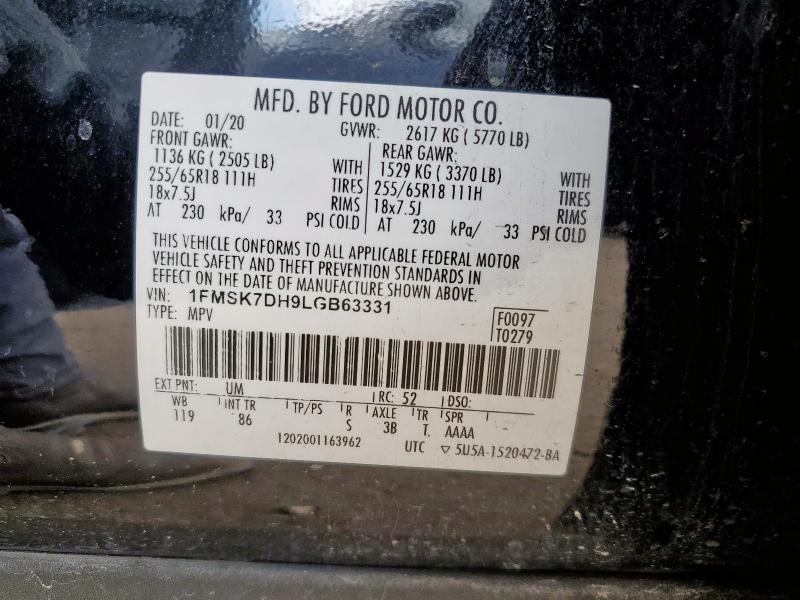 MFD. BY FORD MOTOR CO.
DATE: 01/20 GVWR: 2617 KG ( 5770 LB)
FRONT GAWR: REAR GAWR:
1136 KG ( 2505 LB) WITH 1529 KG ( 3370 LB) WITH
255/65R18 111H TIRES 255/65R18 111H TIRES
18x7.5J RIMS 18x7.5J RIMS
AT 230 kPa/ 33 PSI COLD AT 230 kPa/ 33 PSI COLD
THIS VEHICLE CONFORMS TO ALL APPLICABLE FEDERAL MOTOR
VEHICLE SAFETY AND THEFT PREVENTION STANDARDS IN
EFFECT ON THE DATE OF MANUFACTURE SHOWN ABOVE.
VIN: 1FMSK7DH9LGB63331
TYPE: MPV F0097
T0279
EXT PNT: UM RC: 52 DSO:
WB INT TR TP/PS R AXLE TR SPR
119 86 S 3B T. AAAA
1202001163962 UTC ▽ 5U5A-1520472-BA